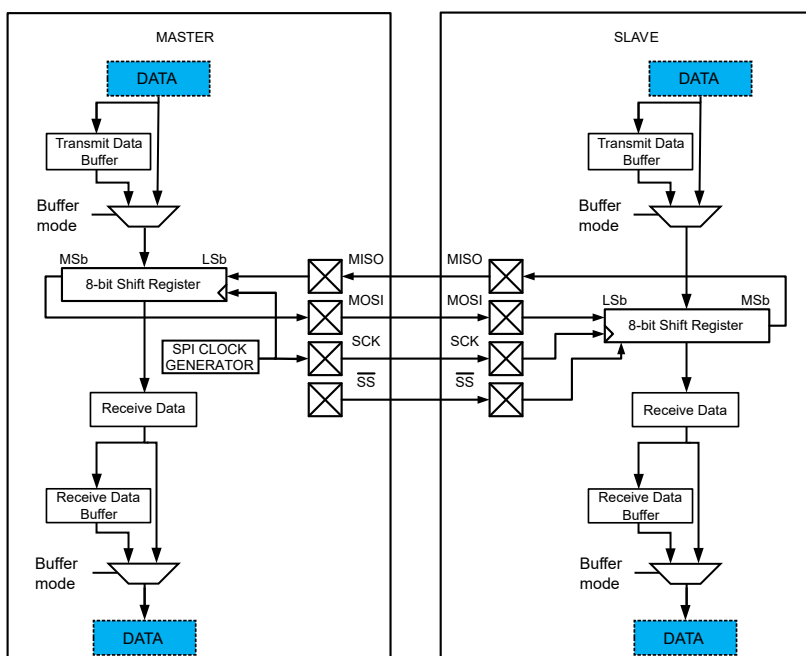 MASTER
DATA
Transmit Data
Buffer
Buffer
mode
MSb
LSb
8-bit Shift Register
SPI CLOCK
GENERATOR
Receive Data
Receive Data
Buffer
Buffer
mode
DATA
MISO
MISO
MOSI
MOSI
SCK
SCK
SS
SS
SLAVE
DATA
Transmit Data
Buffer
Buffer
mode
LSb
MSb
8-bit Shift Register
Receive Data
Receive Data
Buffer
Buffer
mode
DATA